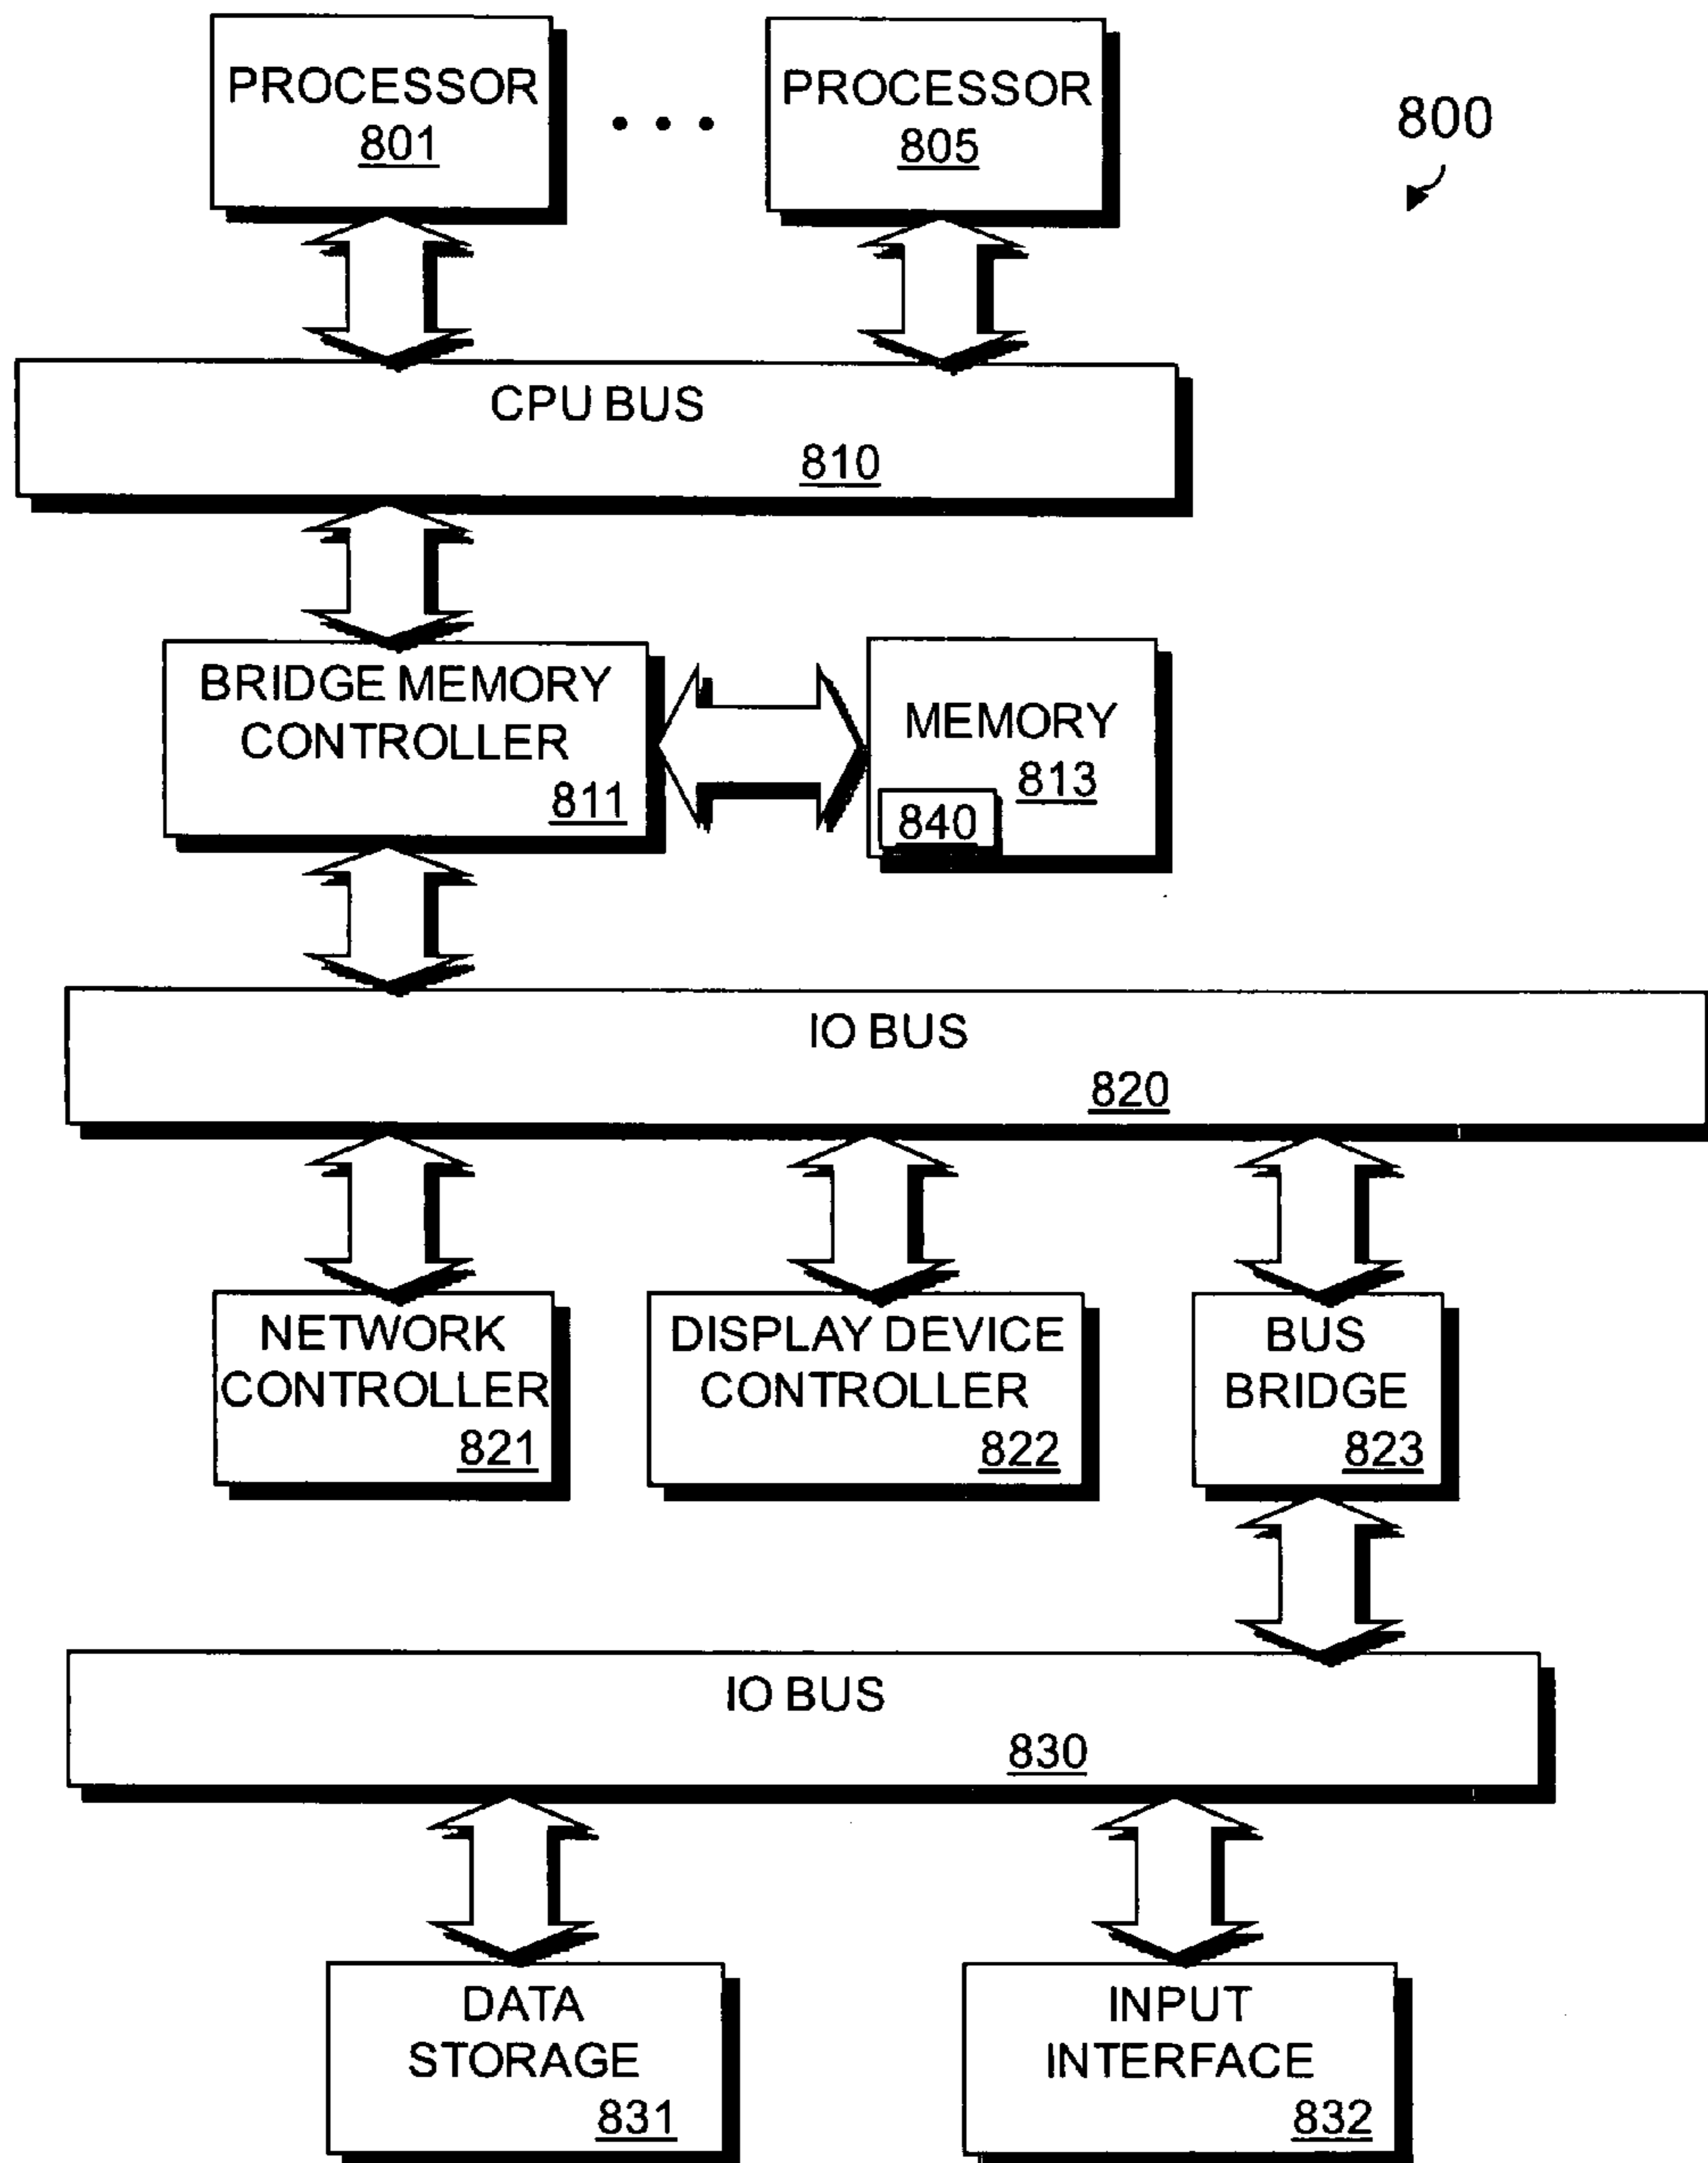 PROCESSOR
801
PROCESSOR
805
800
CPU BUS
810
BRIDGE MEMORY
CONTROLLER
811
MEMORY
813
840
IO BUS
820
NETWORK
CONTROLLER
821
DISPLAY DEVICE
CONTROLLER
822
BUS
BRIDGE
823
IO BUS
830
DATA
STORAGE
831
INPUT
INTERFACE
832